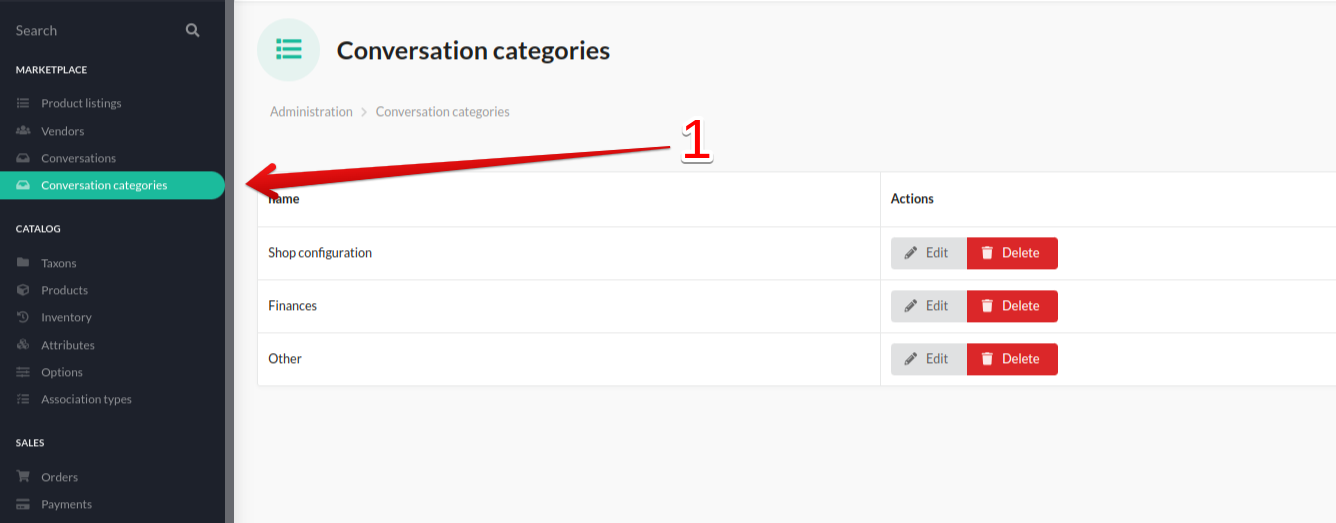 Search
MARKETPLACE
Product listings
Vendors
Conversations
Conversation categories
CATALOG
Taxons
Products
Inventory
Attributes
Options
Association types
SALES
Orders
Payments
Conversation categories
Administration > Conversation categories
1
name Actions
Shop configuration Edit Delete
Finances Edit Delete
Other Edit Delete